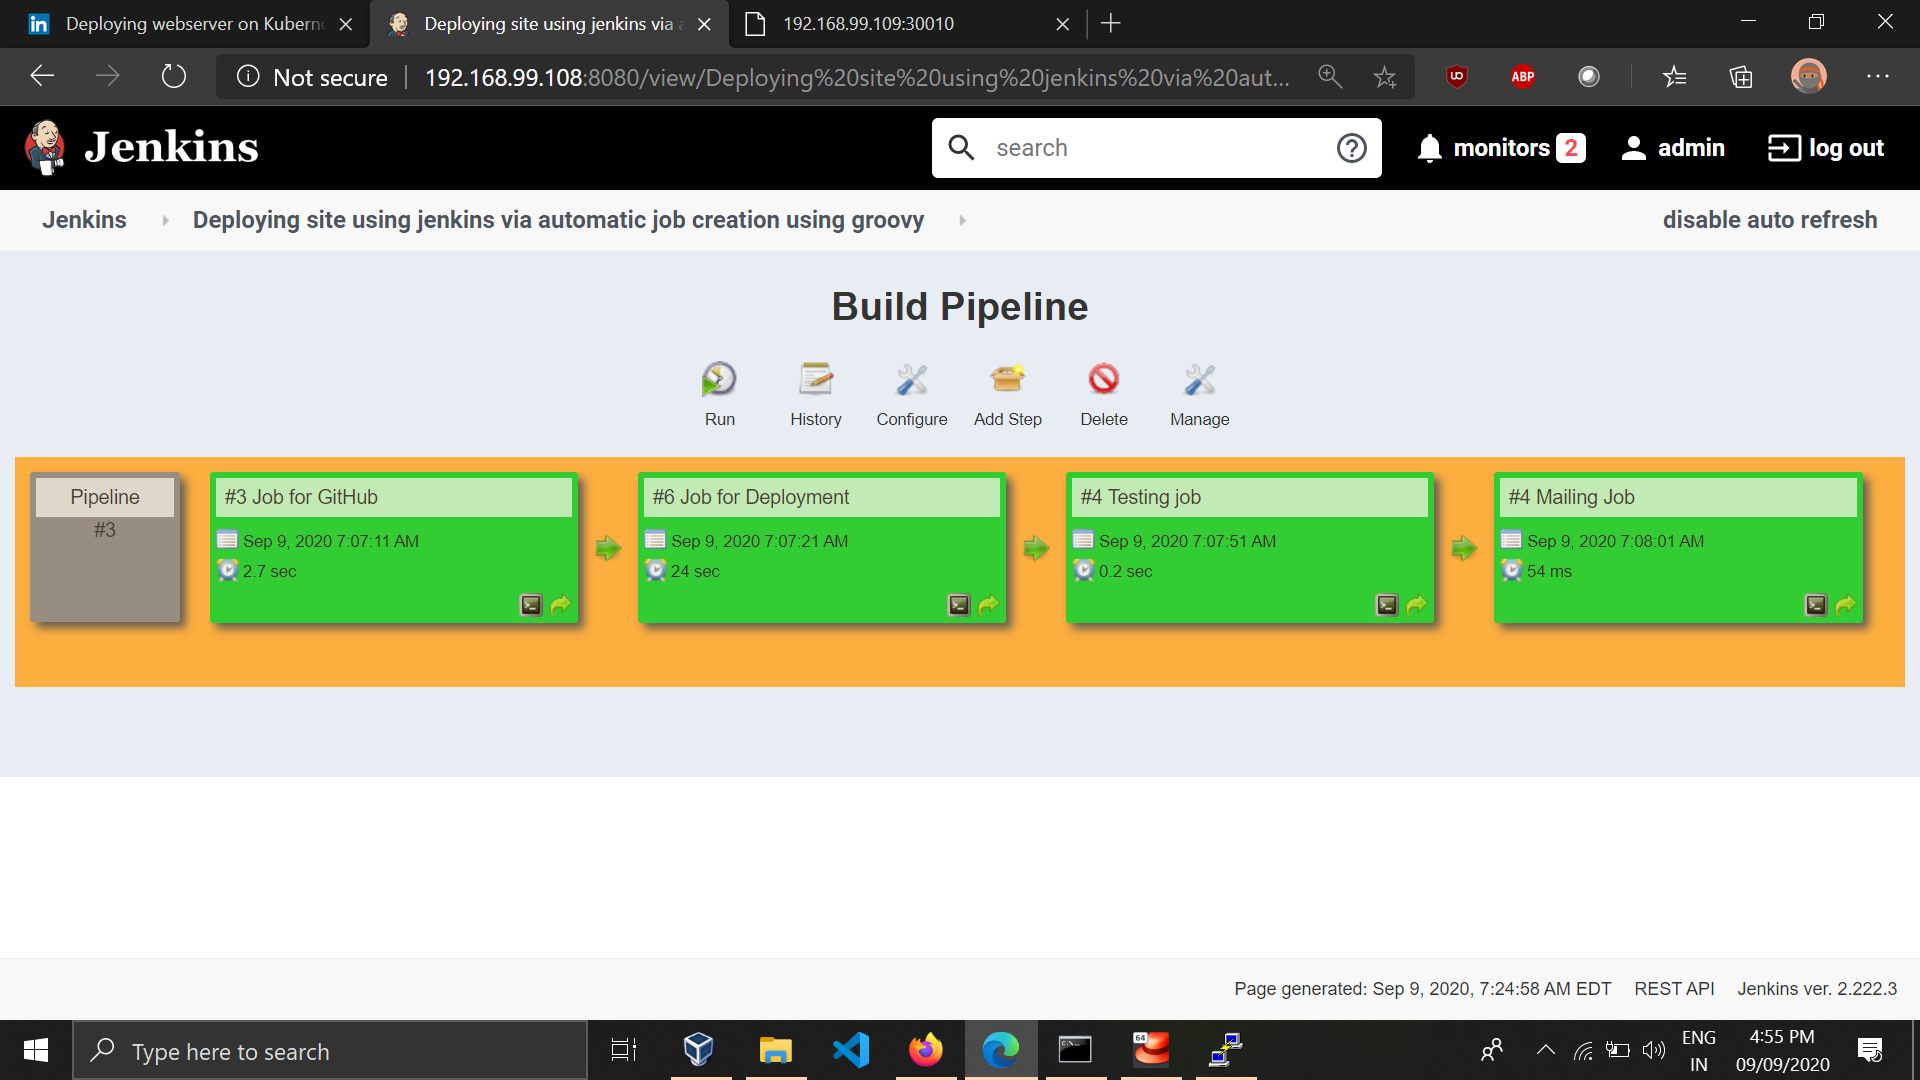 Deploying webserver on Kuberne
Deploying site using jenkins via a
192.168.99.109:30010
Not secure
192.168.99.108:8080/view/Deploying%20site%20using%20jenkins%20via%20aut...
ABP
Jenkins
search
monitors 2
admin
log out
Jenkins
Deploying site using jenkins via automatic job creation using groovy
disable auto refresh
Build Pipeline
Run
History
Configure
Add Step
Delete
Manage
Pipeline
#3
#3 Job for GitHub
Sep 9, 2020 7:07:11 AM
2.7 sec
#6 Job for Deployment
Sep 9, 2020 7:07:21 AM
24 sec
#4 Testing job
Sep 9, 2020 7:07:51 AM
0.2 sec
#4 Mailing Job
Sep 9, 2020 7:08:01 AM
54 ms
Page generated: Sep 9, 2020, 7:24:58 AM EDT
REST API
Jenkins ver. 2.222.3
Type here to search
64
ENG
IN
4:55 PM
09/09/2020